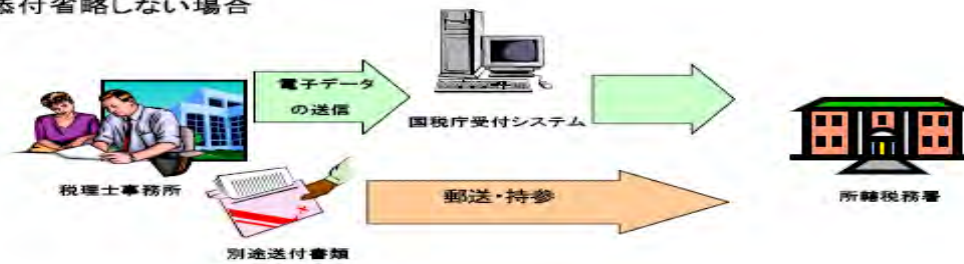 添付省略しない場合
電子データ
の送信
国税庁受付システム
税理士事務所
郵送・持参
所轄税務署
別途送付書類